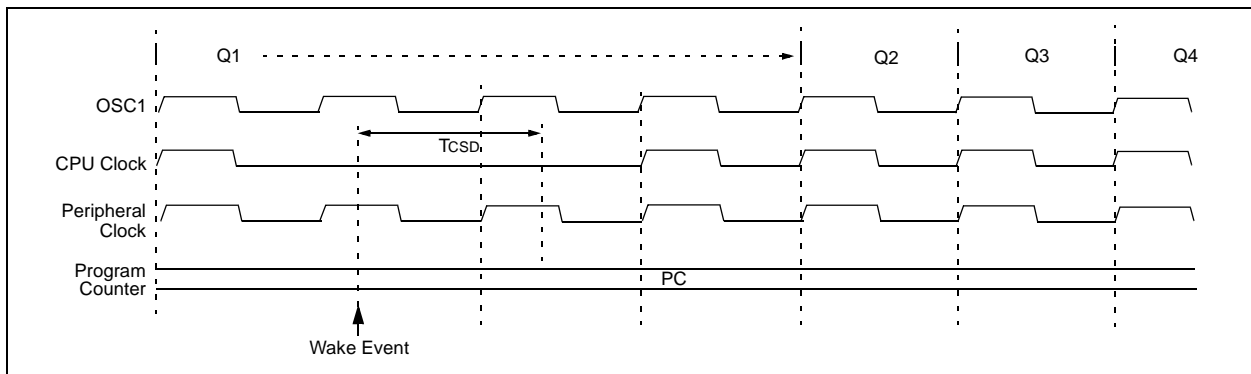 Q1
Q2
Q3
Q4
OSC1
TCSD
CPU Clock
Peripheral
Clock
Program
Counter
PC
Wake Event